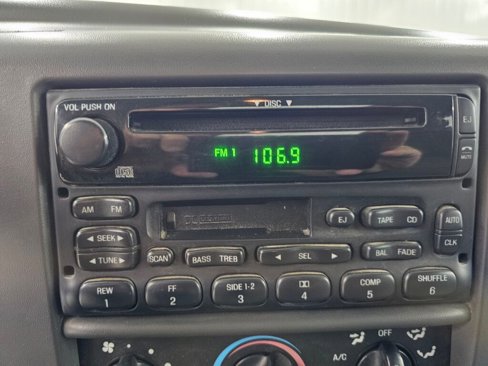 VOL PUSH ON
DISC
EJ
FM 1 106.9
MUTE
AM FM
EJ
TAPE CD
AUTO
CLK
SEEK
TUNE
SCAN
BASS TREB
SEL
BAL FADE
REW
1
FF
2
SIDE 1-2
3
4
COMP
5
SHUFFLE
6
OFF
A/C